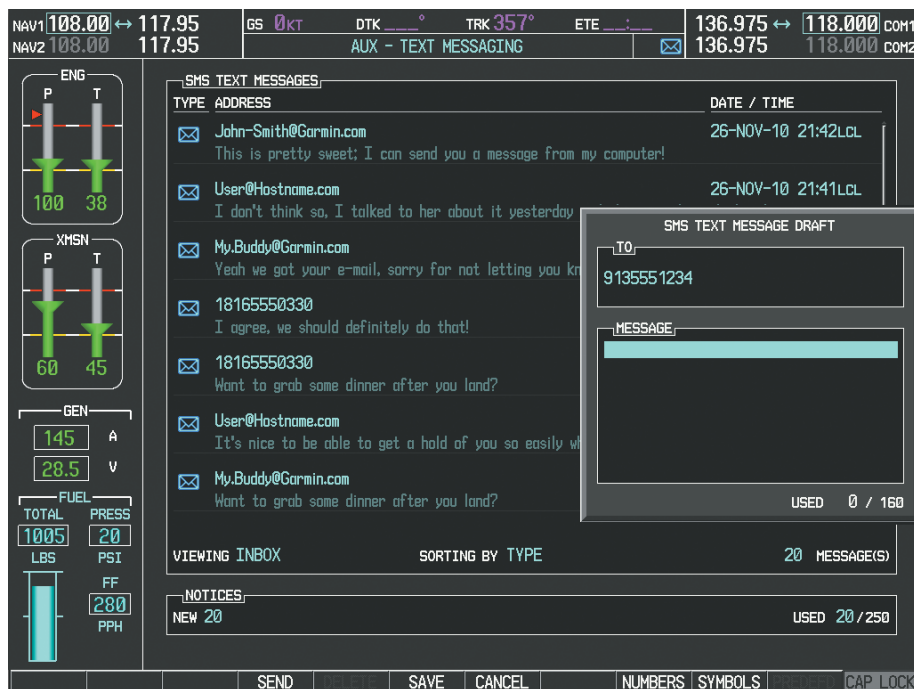 NAV1 108.00 ↔ 117.95
NAV2 108.00 117.95
GS 0KT DTK ___° TRK 357° ETE __:__
AUX - TEXT MESSAGING
136.975 ↔ 118.000 COM1
136.975 118.000 COM2
ENG
P T
100 38
XMSN
P T
60 45
GEN
145 A
28.5 V
FUEL
TOTAL PRESS
1005 20
LBS PSI
FF
280
PPH
SMS TEXT MESSAGES
TYPE ADDRESS DATE / TIME
John-Smith@Garmin.com 26-NOV-10 21:42LCL
This is pretty sweet; I can send you a message from my computer!
User@Hostname.com 26-NOV-10 21:41LCL
I don't think so, I talked to her about it yesterday
My.Buddy@Garmin.com
Yeah we got your e-mail, sorry for not letting you kn
18165550330
I agree, we should definitely do that!
18165550330
Want to grab some dinner after you land?
User@Hostname.com
It's nice to be able to get a hold of you so easily wh
My.Buddy@Garmin.com
Want to grab some dinner after you land?
VIEWING INBOX SORTING BY TYPE 20 MESSAGE(S)
SMS TEXT MESSAGE DRAFT
TO
9135551234
MESSAGE
USED 0 / 160
NOTICES
NEW 20 USED 20/250
SEND DELETE SAVE CANCEL NUMBERS SYMBOLS PREDEFD CAP LOCK